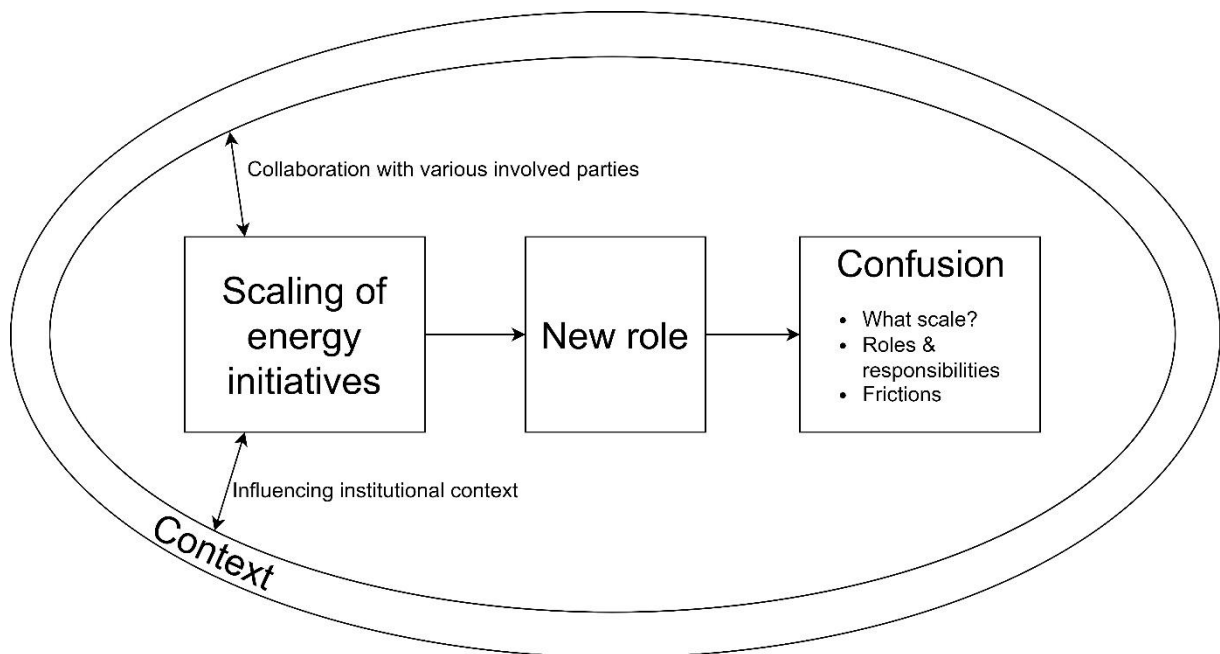 Collaboration with various involved parties
Scaling of
energy
initiatives
New role
Confusion
• What scale?
• Roles &
responsibilities
• Frictions
Influencing institutional context
Context